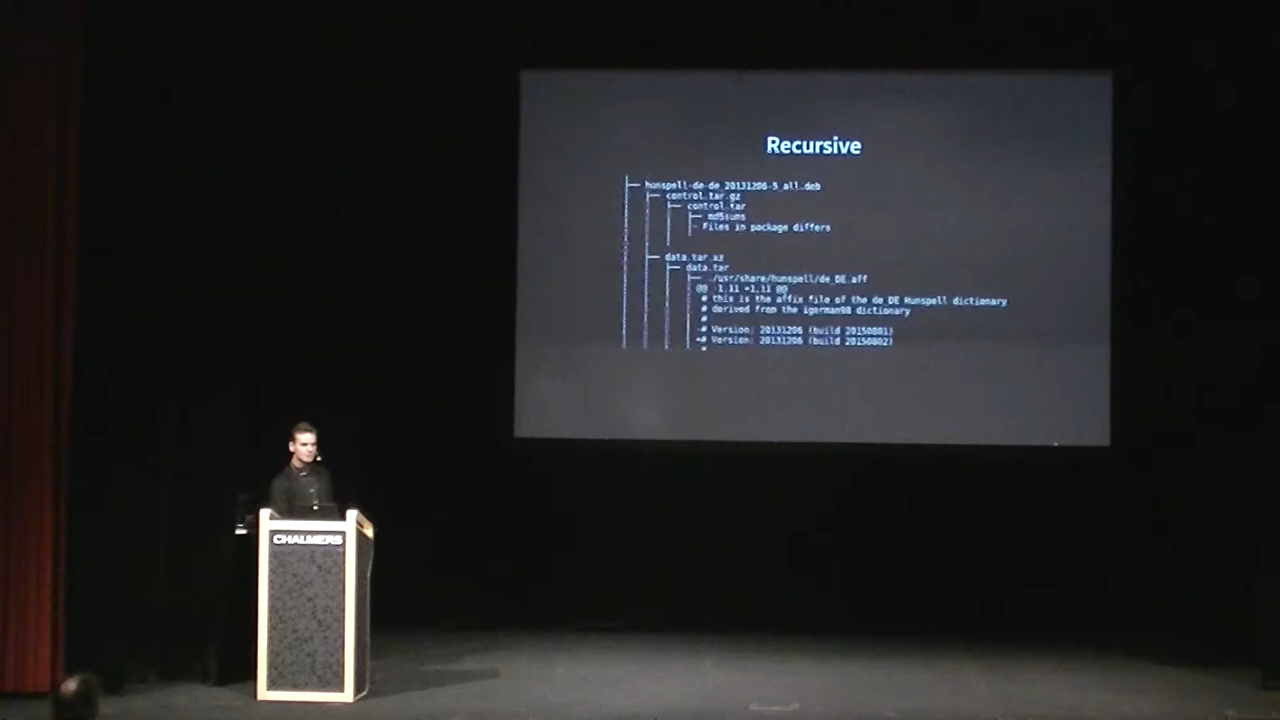 Recursive
├── hunspell-de-de_20131206-5_all.deb
├── control.tar.gz
├── control.tar
├── md5sums
- Files in package differs
├── data.tar.xz
├── data.tar
├── ./usr/share/hunspell/de_DE.aff
@@ -1,11 +1,11 @@
# this is the affix file of the de_DE Hunspell dictionary
# derived from the igerman98 dictionary
#
-# Version: 20131206 (build 20150801)
+# Version: 20131206 (build 20150802)
#
CHALMERS